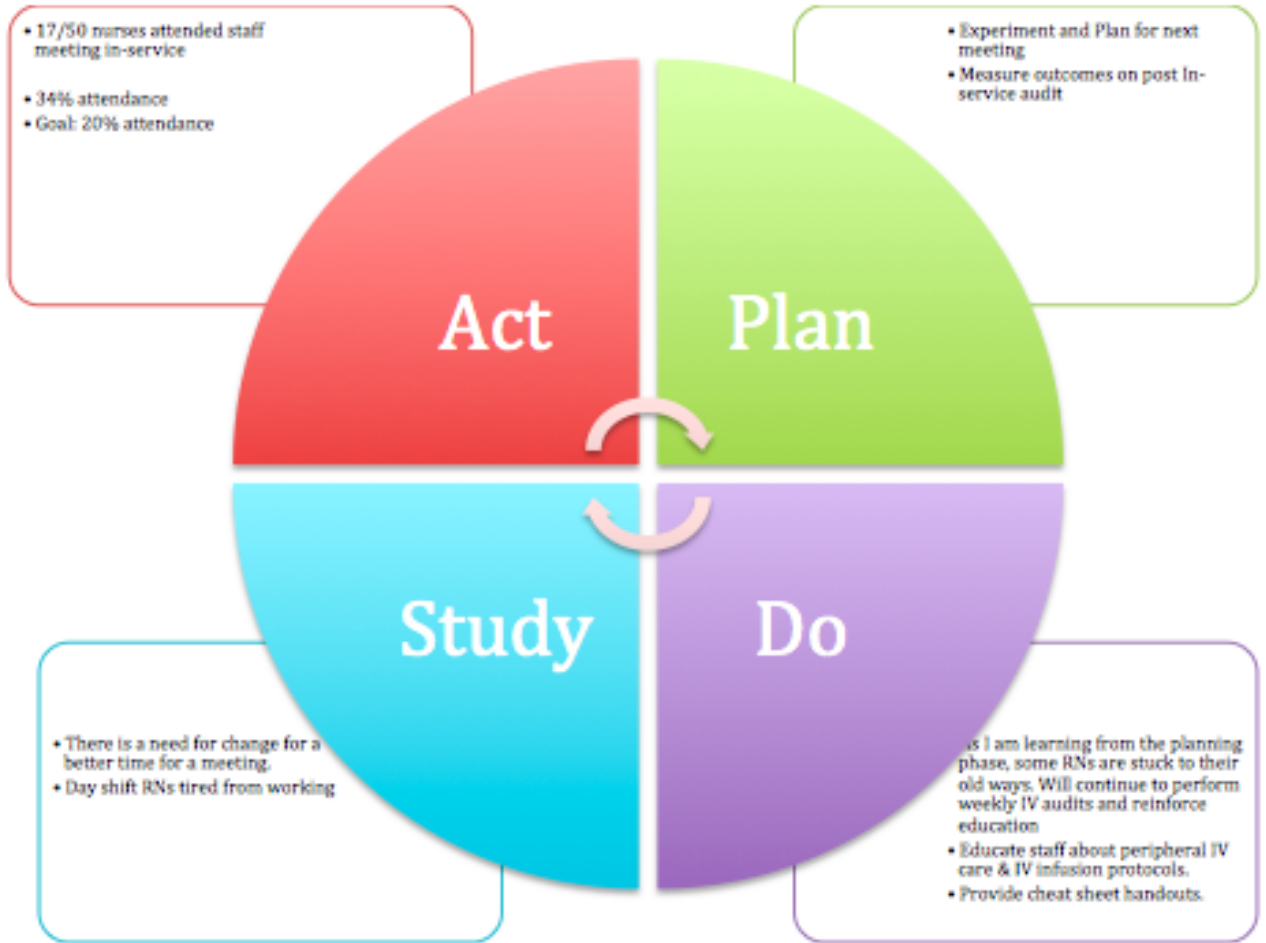 • 17/50 nurses attended staff
meeting in-service
• 34% attendance
• Goal: 20% attendance
• Experiment and Plan for next
meeting
• Measure outcomes on post In-
service audit
Act
Plan
Study
Do
• There is a need for change for a
better time for a meeting.
• Day shift RNs tired from working
I am learning from the planning
phase, some RNs are stuck to their
old ways. Will continue to perform
weekly IV audits and reinforce
education
• Educate staff about peripheral IV
care & IV infusion protocols.
• Provide cheat sheet handouts.